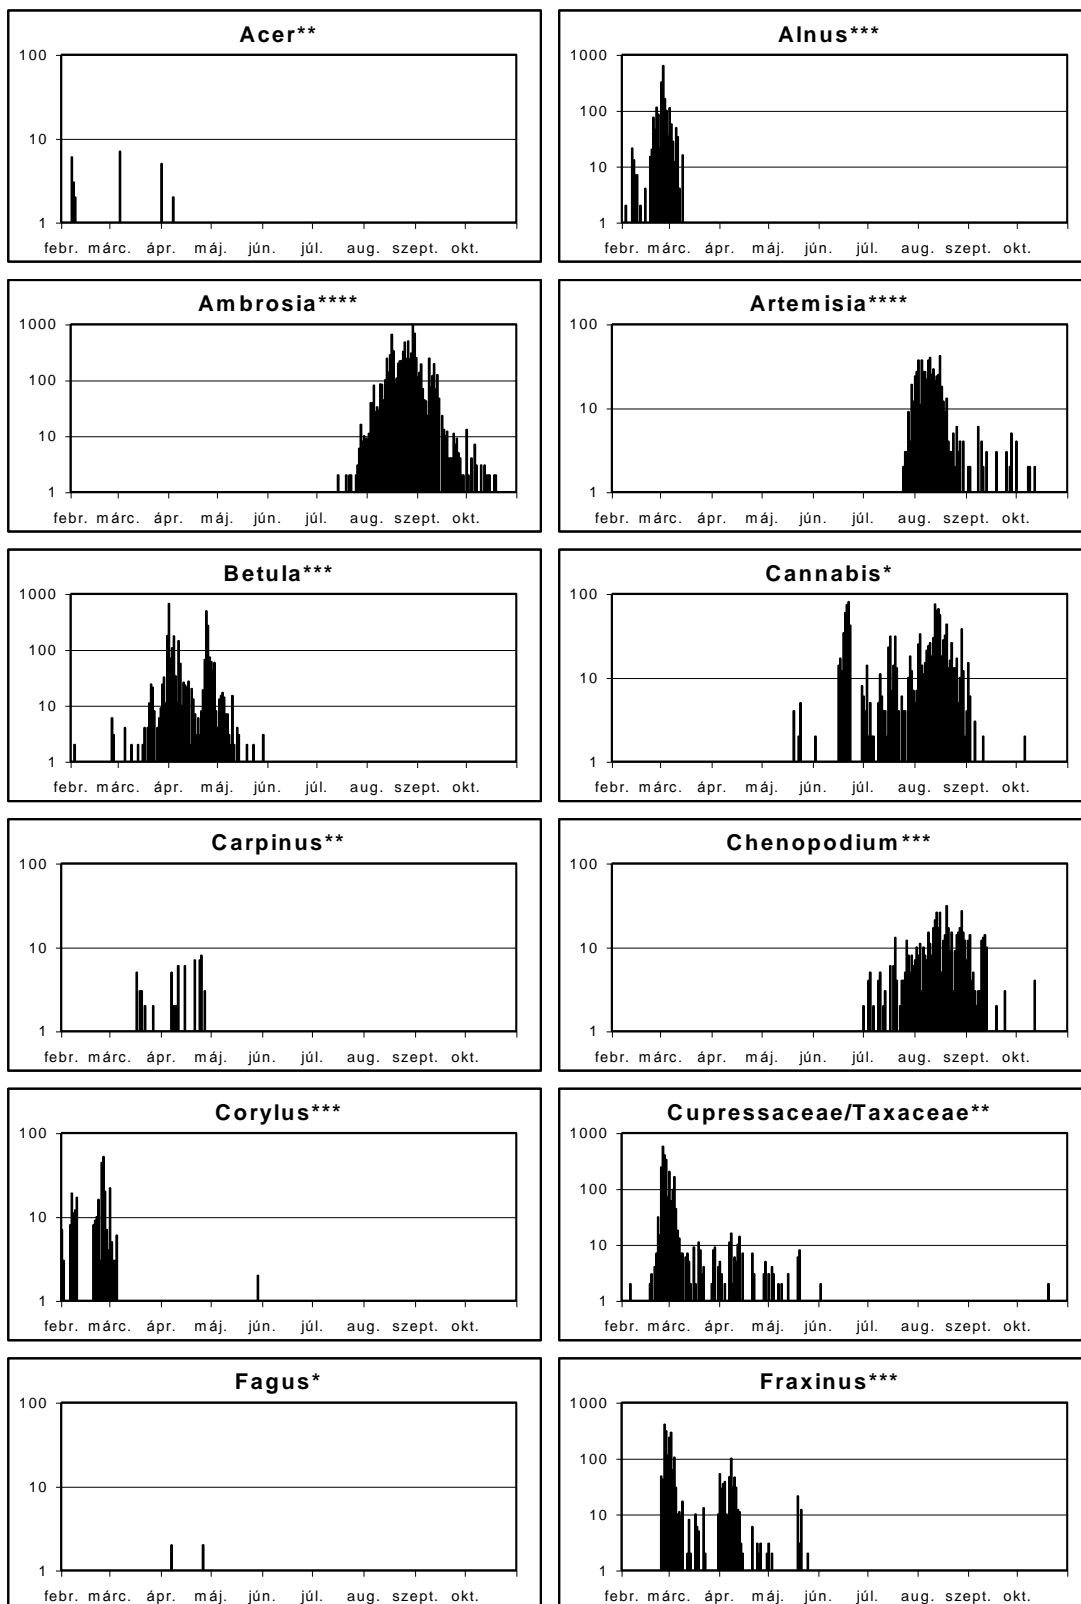 Acer**
100
10
1
febr. márc. ápr. máj. jún. júl. aug. szept. okt.
Alnus***
1000
100
10
1
febr. márc. ápr. máj. jún. júl. aug. szept. okt.
Ambrosia****
1000
100
10
1
febr. márc. ápr. máj. jún. júl. aug. szept. okt.
Artemisia****
100
10
1
febr. márc. ápr. máj. jún. júl. aug. szept. okt.
Betula***
1000
100
10
1
febr. márc. ápr. máj. jún. júl. aug. szept. okt.
Cannabis*
100
10
1
febr. márc. ápr. máj. jún. júl. aug. szept. okt.
Carpinus**
100
10
1
febr. márc. ápr. máj. jún. júl. aug. szept. okt.
Chenopodium***
100
10
1
febr. márc. ápr. máj. jún. júl. aug. szept. okt.
Corylus***
100
10
1
febr. márc. ápr. máj. jún. júl. aug. szept. okt.
Cupressaceae/Taxaceae**
1000
100
10
1
febr. márc. ápr. máj. jún. júl. aug. szept. okt.
Fagus*
100
10
1
febr. márc. ápr. máj. jún. júl. aug. szept. okt.
Fraxinus***
1000
100
10
1
febr. márc. ápr. máj. jún. júl. aug. szept. okt.